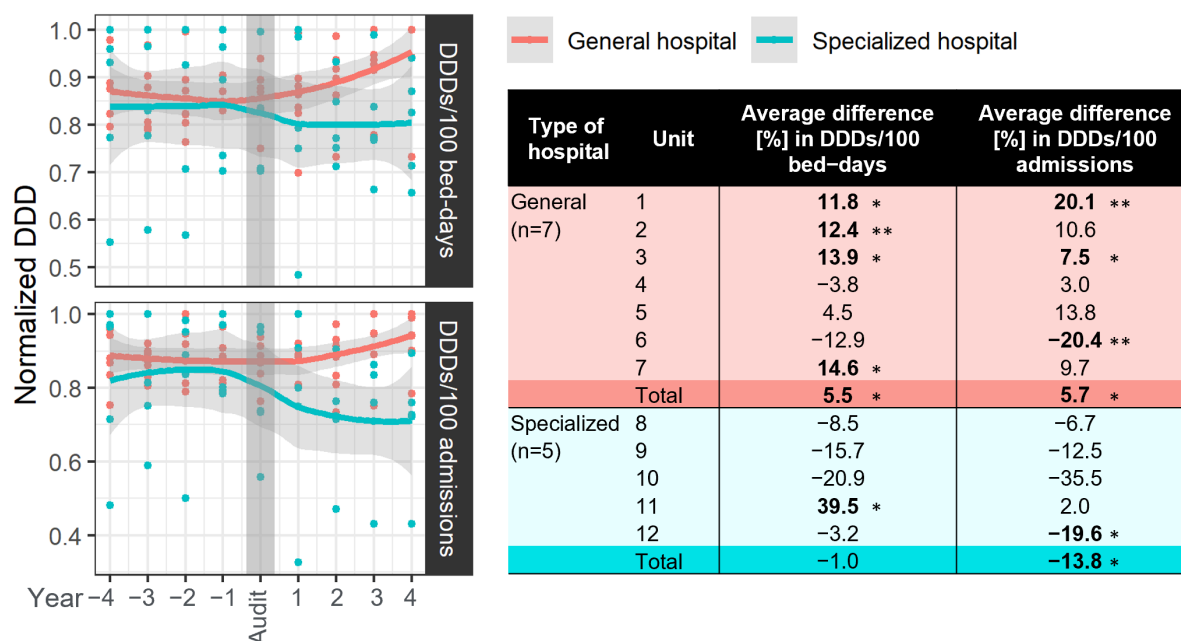 General hospital Specialized hospital
Normalized DDD
1.0
0.9
0.8
0.7
0.6
0.5
DDDs/100 bed-days
1.0
0.8
0.6
0.4
DDDs/100 admissions
Year −4 −3 −2 −1 Audit 1 2 3 4
Type of hospital Unit Average difference [%] in DDDs/100 bed−days Average difference [%] in DDDs/100 admissions
General 1 11.8 * 20.1 **
(n=7) 2 12.4 ** 10.6
3 13.9 * 7.5 *
4 −3.8 3.0
5 4.5 13.8
6 −12.9 −20.4 **
7 14.6 * 9.7
Total 5.5 * 5.7 *
Specialized 8 −8.5 −6.7
(n=5) 9 −15.7 −12.5
10 −20.9 −35.5
11 39.5 * 2.0
12 −3.2 −19.6 *
Total −1.0 −13.8 *